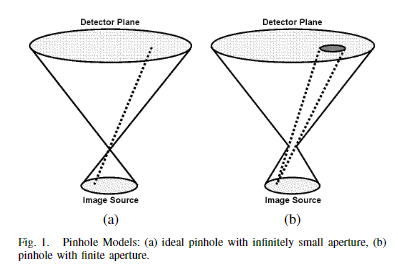 Detector Plane
Detector Plane
Image Source
Image Source
(a)
(b)
Fig. 1. Pinhole Models: (a) ideal pinhole with infinitely small aperture, (b)
pinhole with finite aperture.